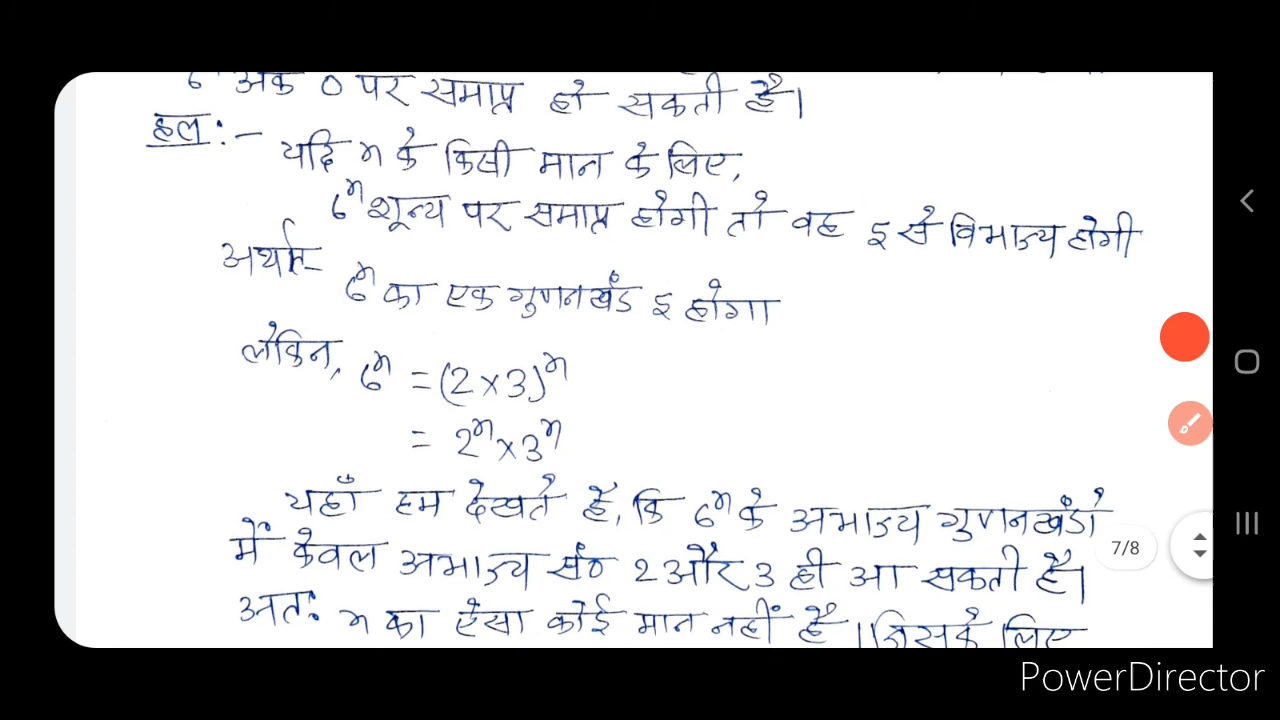 6ⁿ अंक 0 पर समाप्त हो सकती है।
हल:-
यदि n के किसी मान के लिए,
6ⁿ शून्य पर समाप्त होगी तो वह 5 से विभाज्य होगी
अर्थात्
6ⁿ का एक गुणनखंड 5 होगा
लेकिन, 6ⁿ = (2×3)ⁿ
= 2ⁿ×3ⁿ
यहाँ हम देखते हैं, कि 6ⁿ के अभाज्य गुणनखंडों
में केवल अभाज्य सं० 2 और 3 ही आ सकती हैं।
अतः n का ऐसा कोई मान नहीं है।जिसके लिए
7/8
PowerDirector